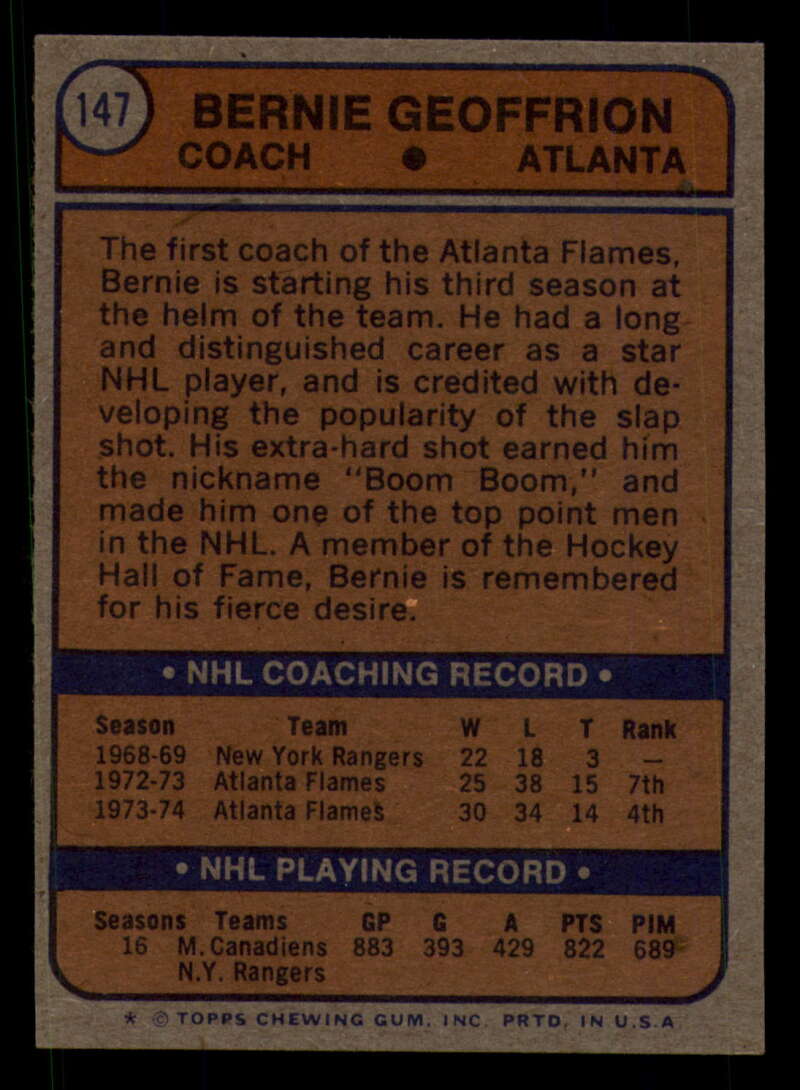 147
BERNIE GEOFFRION
COACH • ATLANTA
The first coach of the Atlanta Flames,
Bernie is starting his third season at
the helm of the team. He had a long
and distinguished career as a star
NHL player, and is credited with de-
veloping the popularity of the slap
shot. His extra-hard shot earned him
the nickname "Boom Boom," and
made him one of the top point men
in the NHL. A member of the Hockey
Hall of Fame, Bernie is remembered
for his fierce desire.
• NHL COACHING RECORD •
Season Team W L T Rank
1968-69 New York Rangers 22 18 3 —
1972-73 Atlanta Flames 25 38 15 7th
1973-74 Atlanta Flames 30 34 14 4th
• NHL PLAYING RECORD •
Seasons Teams GP G A PTS PIM
16 M. Canadiens 883 393 429 822 689
N.Y. Rangers
* © TOPPS CHEWING GUM, INC. PRTD. IN U.S.A